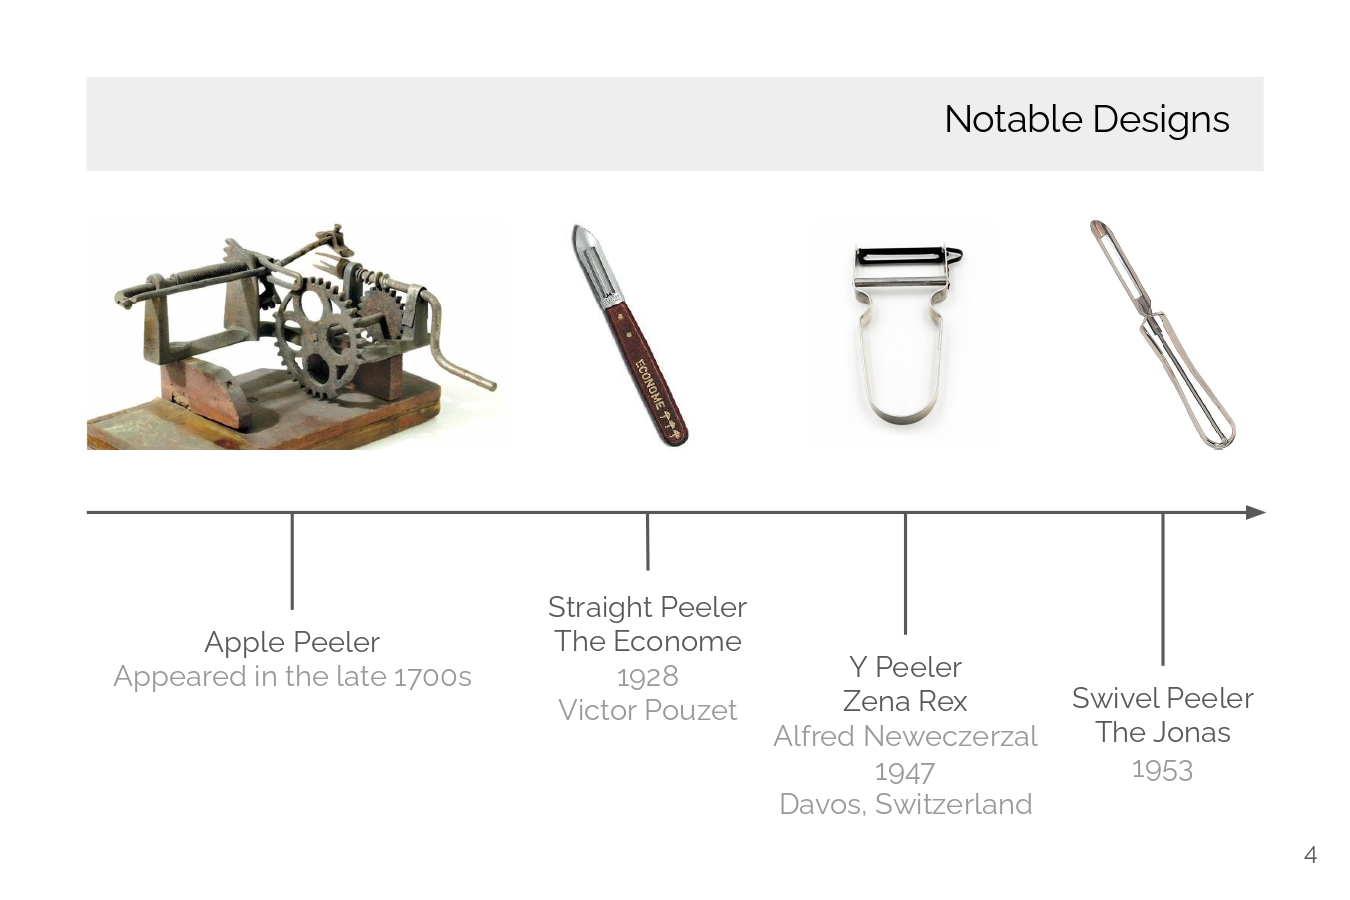 Notable Designs
ECONOME
Apple Peeler
Appeared in the late 1700s
Straight Peeler
The Econome
1928
Victor Pouzet
Y Peeler
Zena Rex
Alfred Neweczerzal
1947
Davos, Switzerland
Swivel Peeler
The Jonas
1953
4